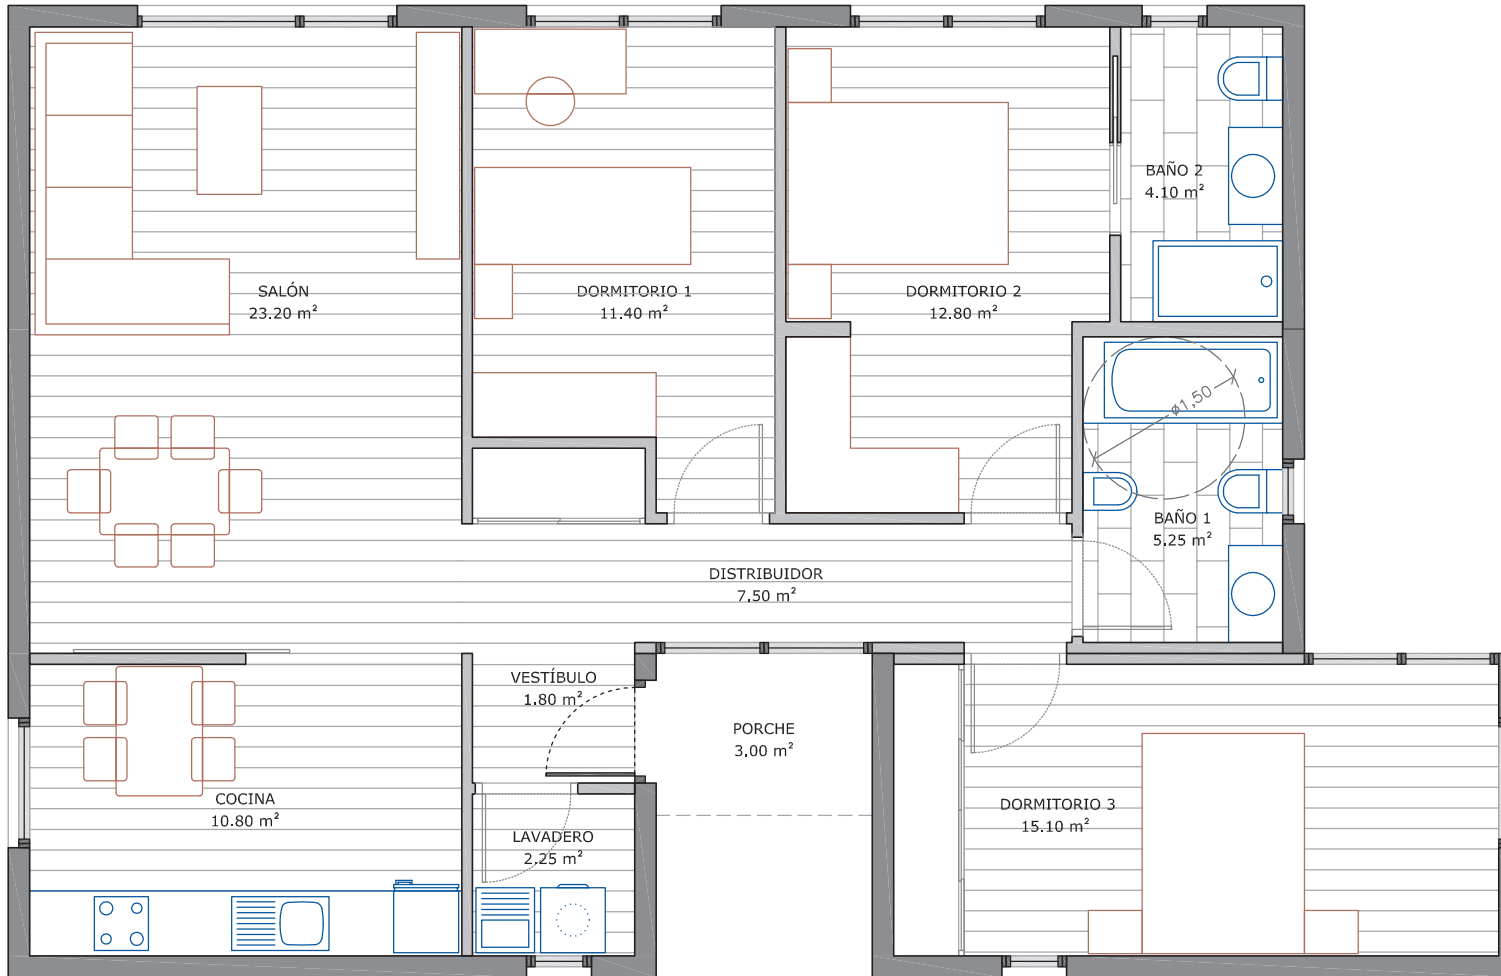 BAÑO 2
4.10 m²
SALÓN
23.20 m²
DORMITORIO 1
11.40 m²
DORMITORIO 2
12.80 m²
ø1,50
BAÑO 1
5.25 m²
DISTRIBUIDOR
7.50 m²
VESTÍBULO
1.80 m²
PORCHE
3.00 m²
COCINA
10.80 m²
DORMITORIO 3
15.10 m²
LAVADERO
2.25 m²